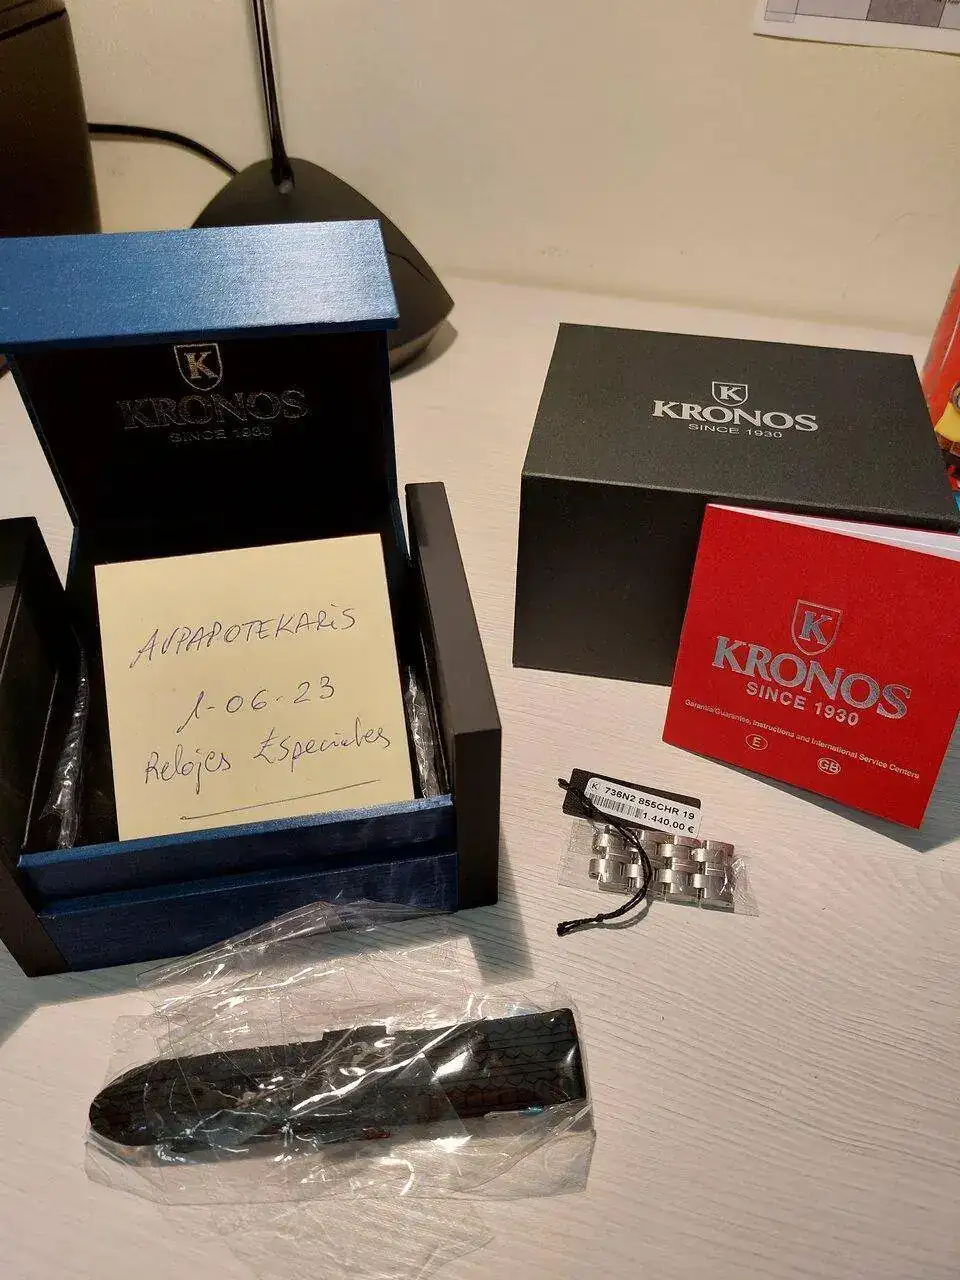 K
KRONOS
SINCE 1930
AVPAPOTEKARiS
1-06-23
Relojes Especiales
K
KRONOS
SINCE 1930
K
KRONOS
SINCE 1930
Garantía/Guarantee, Instructions and International Service Centers
E
GB
K 736N2 855CHR 19
1.440,00 €